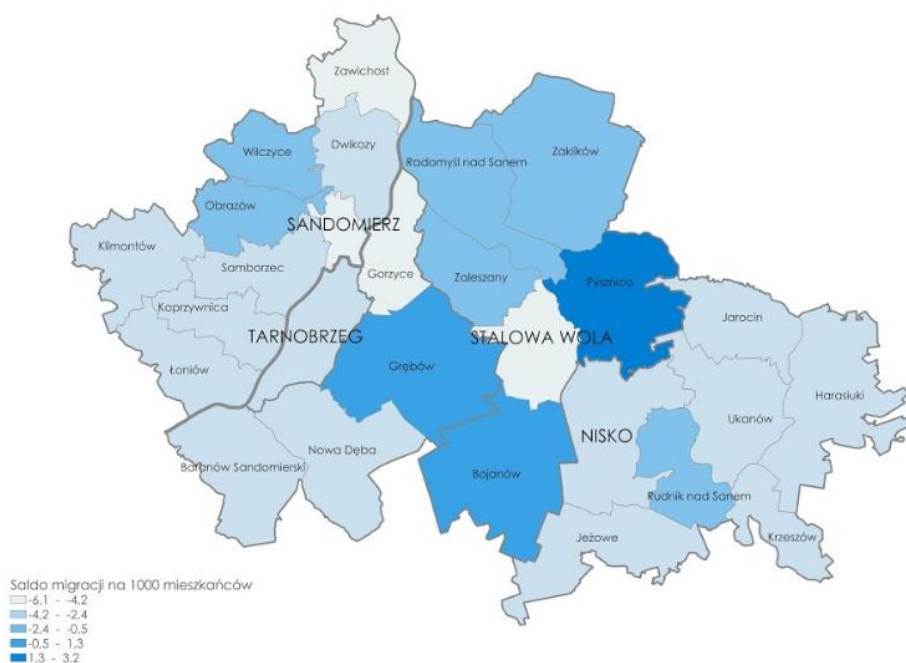 Zawichost
Dwikozy
Wilczyce
Radomyśl nad Sanem
Zaklików
Obrazów
SANDOMIERZ
Klimontów
Samborzec
Gorzyce
Zaleszany
Pysznica
Koprzywnica
Jarocin
TARNOBRZEG
STALOWA WOLA
Łoniów
Grębów
Harasiuki
Ukanów
NISKO
Nowa Dęba
Baranów Sandomierski
Bojanów
Rudnik nad Sanem
Jeżowe
Krzeszów
Saldo migracji na 1000 mieszkańców
-6,1 - -4.2
-4.2 - -2.4
-2.4 - -0.5
-0.5 - 1.3
1.3 - 3.2